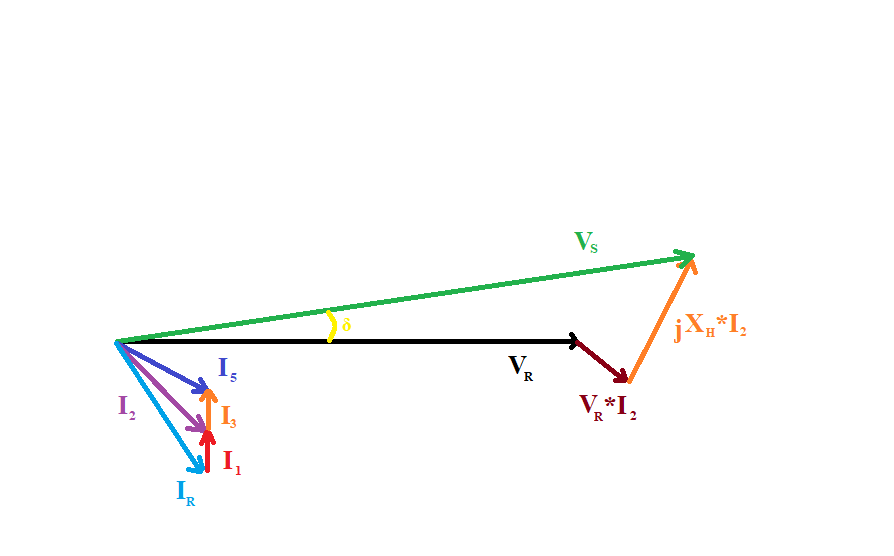 V_S
δ
jX_H*I_2
V_R
I_5
V_R*I_2
I_2
I_3
I_1
I_R